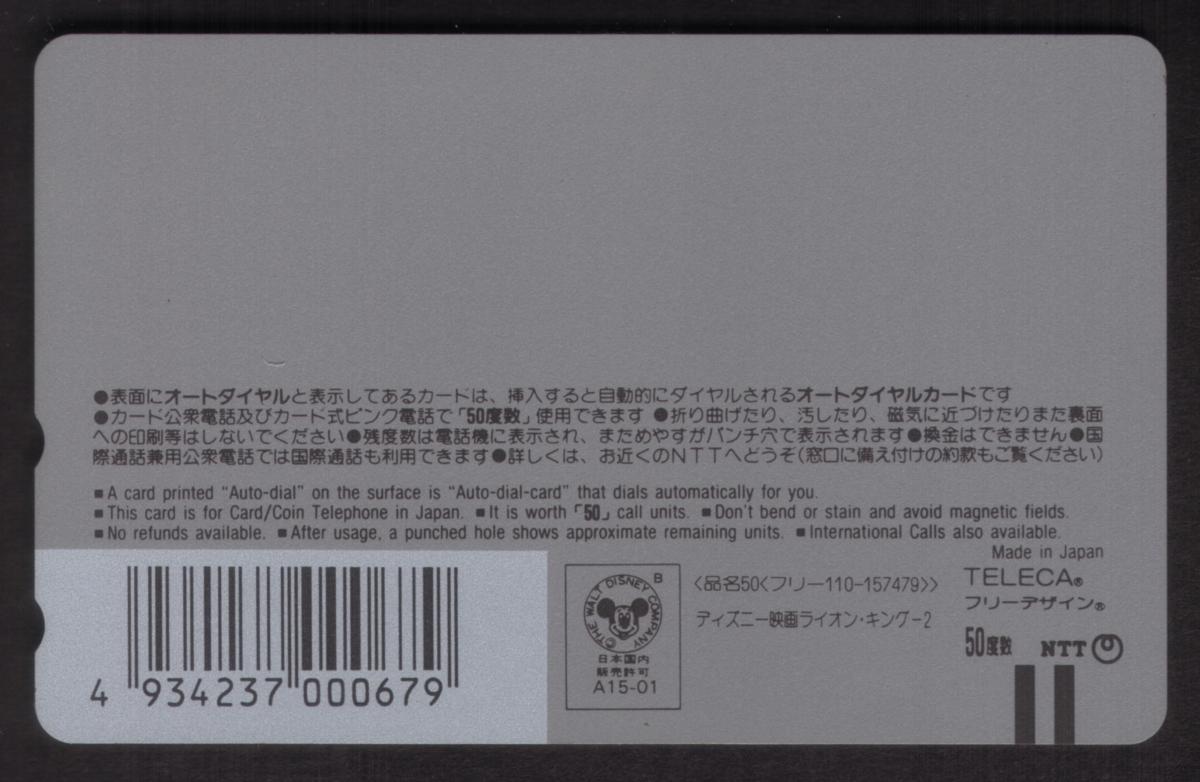 ●表面にオートダイヤルと表示してあるカードは、挿入すると自動的にダイヤルされるオートダイヤルカードです
●カード公衆電話及びカード式ピンク電話で「50度数」使用できます ●折り曲げたり、汚したり、磁気に近づけたりまた裏面
への印刷等はしないでください●残度数は電話機に表示され、まためやすがパンチ穴で表示されます●換金はできません●国
際通話兼用公衆電話では国際通話も利用できます●詳しくは、お近くのNTTへどうぞ(窓口に備え付けの約款もご覧ください)
■A card printed “Auto-dial” on the surface is “Auto-dial-card” that dials automatically for you.
■This card is for Card/Coin Telephone in Japan. ■It is worth「50」call units. ■Don't bend or stain and avoid magnetic fields.
■No refunds available. ■After usage, a punched hole shows approximate remaining units. ■International Calls also available.
Made in Japan
4 934237 000679
B
©THE WALT DISNEY COMPANY
日本国内
販売許可
A15-01
〈品名50〈フリー110-157479〉〉
ディズニー映画ライオン・キング-2
TELECA®
フリーデザイン®
50度数 NTT